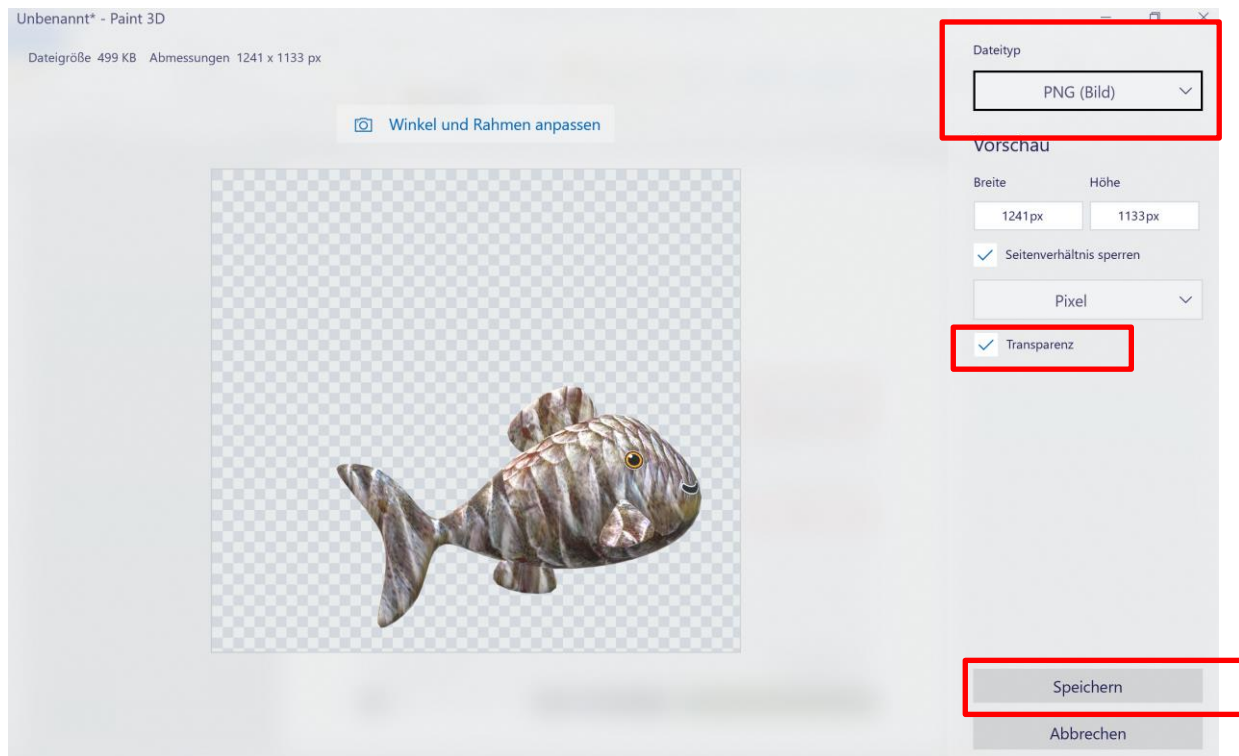 Unbenannt* - Paint 3D
Dateigröße 499 KB Abmessungen 1241 x 1133 px
Winkel und Rahmen anpassen
Dateityp
PNG (Bild)
Vorschau
Breite Höhe
1241px 1133px
Seitenverhältnis sperren
Pixel
Transparenz
Speichern
Abbrechen